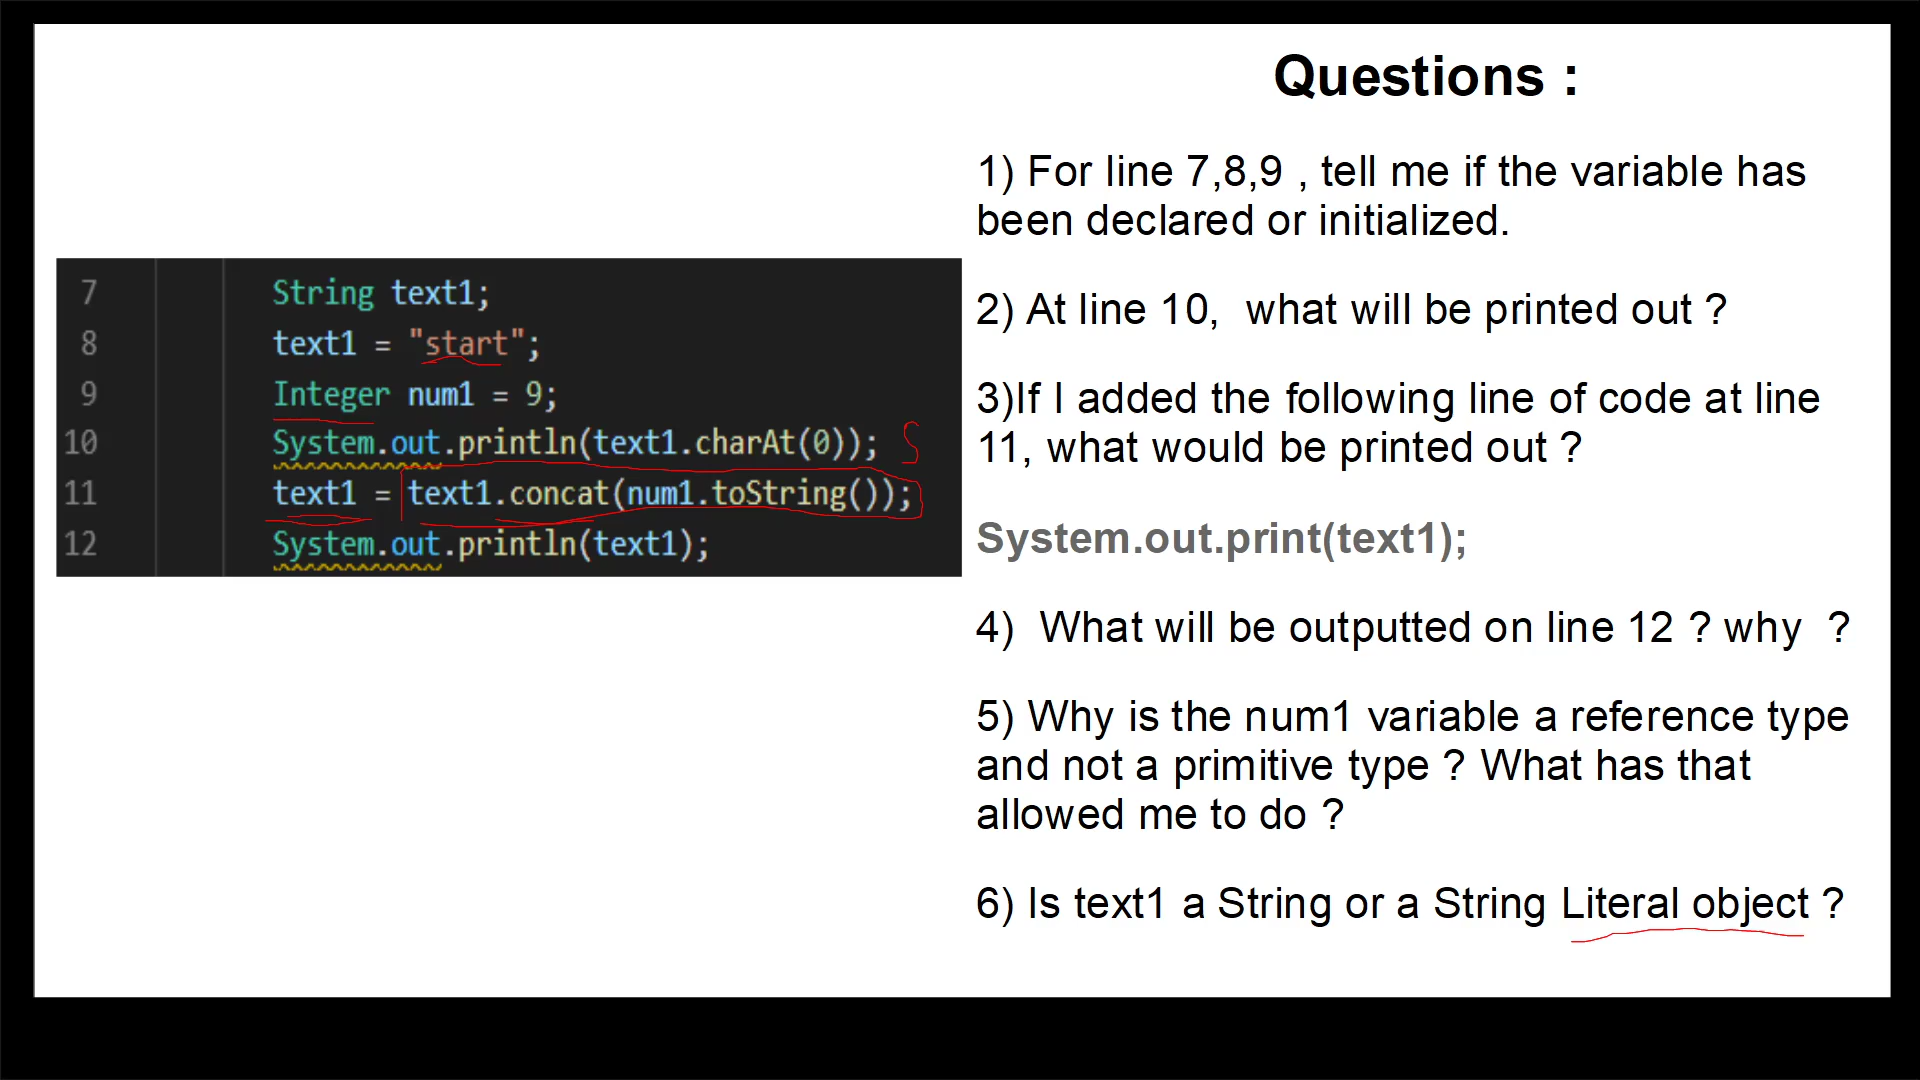 Questions :
1) For line 7,8,9 , tell me if the variable has
been declared or initialized.
2) At line 10,  what will be printed out ?
3)If I added the following line of code at line
11, what would be printed out ?
System.out.print(text1);
4)  What will be outputted on line 12 ? why  ?
5) Why is the num1 variable a reference type
and not a primitive type ? What has that
allowed me to do ?
6) Is text1 a String or a String Literal object ?
7 String text1;
8 text1 = "start";
9 Integer num1 = 9;
10 System.out.println(text1.charAt(0)); S
11 text1 = text1.concat(num1.toString());
12 System.out.println(text1);